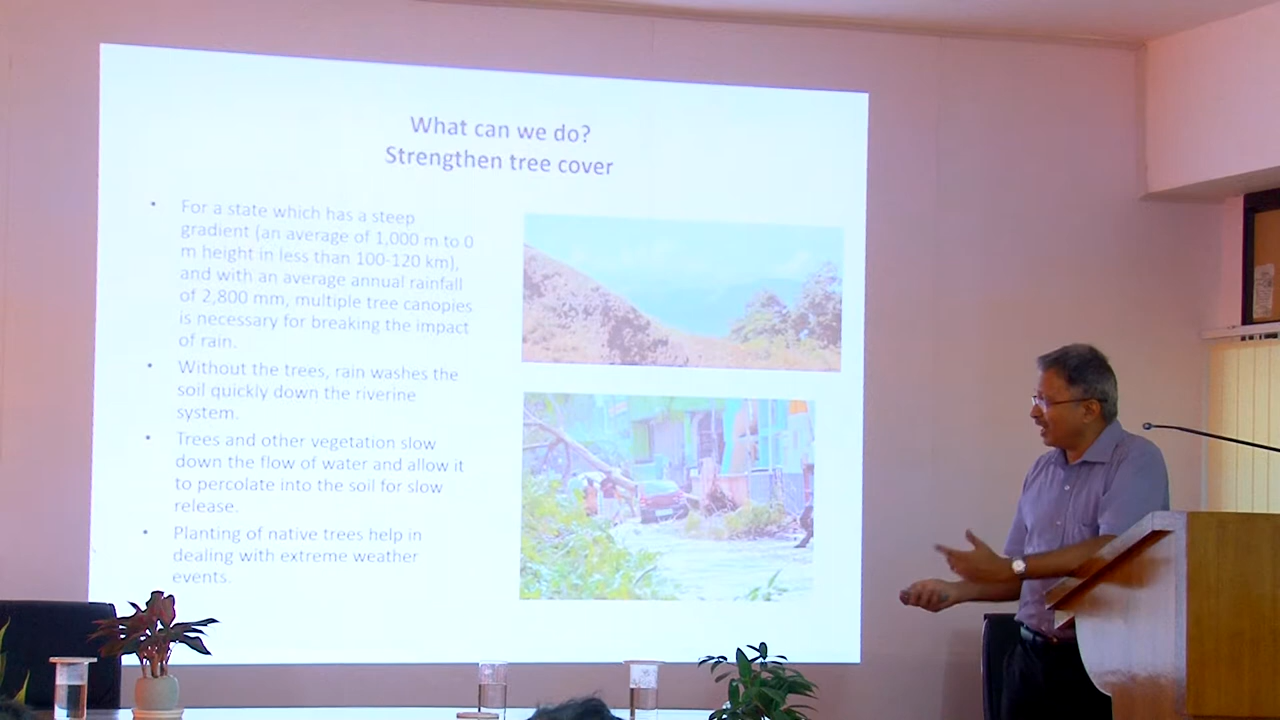 What can we do?
Strengthen tree cover
• For a state which has a steep
gradient (an average of 1,000 m to 0
m height in less than 100-120 km),
and with an average annual rainfall
of 2,800 mm, multiple tree canopies
is necessary for breaking the impact
of rain.
• Without the trees, rain washes the
soil quickly down the riverine
system.
• Trees and other vegetation slow
down the flow of water and allow it
to percolate into the soil for slow
release.
• Planting of native trees help in
dealing with extreme weather
events.